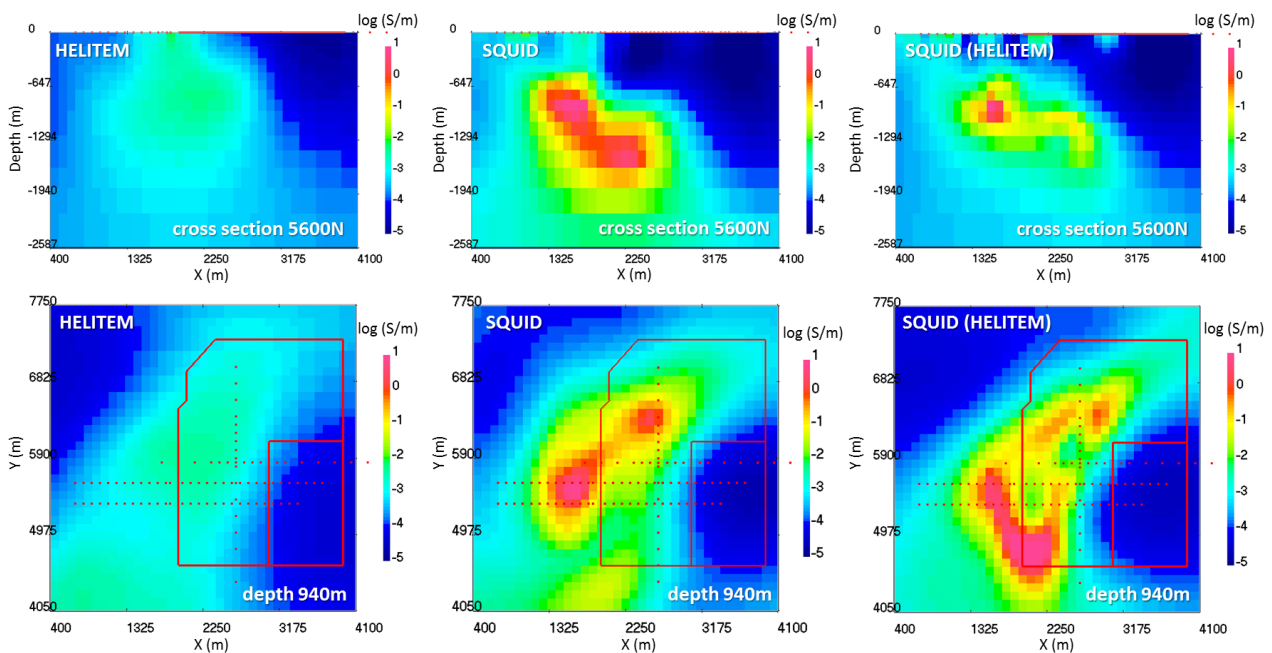 log (S/m)
HELITEM
0
-647
-1294
-1940
-2587
Depth (m)
1
0
-1
-2
-3
-4
-5
cross section 5600N
400 1325 2250 3175 4100
X (m)
log (S/m)
SQUID
0
-647
-1294
-1940
-2587
Depth (m)
1
0
-1
-2
-3
-4
-5
cross section 5600N
400 1325 2250 3175 4100
X (m)
log (S/m)
SQUID (HELITEM)
0
-647
-1294
-1940
-2587
Depth (m)
1
0
-1
-2
-3
-4
-5
cross section 5600N
400 1325 2250 3175 4100
X (m)
7750
HELITEM
log (S/m)
6825
5900
4975
4050
Y (m)
1
0
-1
-2
-3
-4
-5
depth 940m
400 1325 2250 3175 4100
X (m)
7750
SQUID
log (S/m)
6825
5900
4975
4050
Y (m)
1
0
-1
-2
-3
-4
-5
depth 940m
400 1325 2250 3175 4100
X (m)
7750
SQUID (HELITEM)
log (S/m)
6825
5900
4975
4050
Y (m)
1
0
-1
-2
-3
-4
-5
depth 940m
400 1325 2250 3175 4100
X (m)